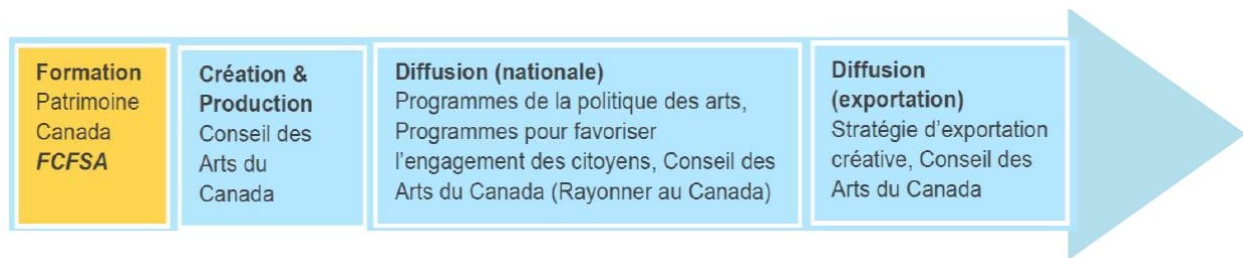 Formation
Patrimoine
Canada
FCFSA
Création &
Production
Conseil des
Arts du
Canada
Diffusion (nationale)
Programmes de la politique des arts,
Programmes pour favoriser
l’engagement des citoyens, Conseil des
Arts du Canada (Rayonner au Canada)
Diffusion
(exportation)
Stratégie d’exportation
créative, Conseil des
Arts du Canada